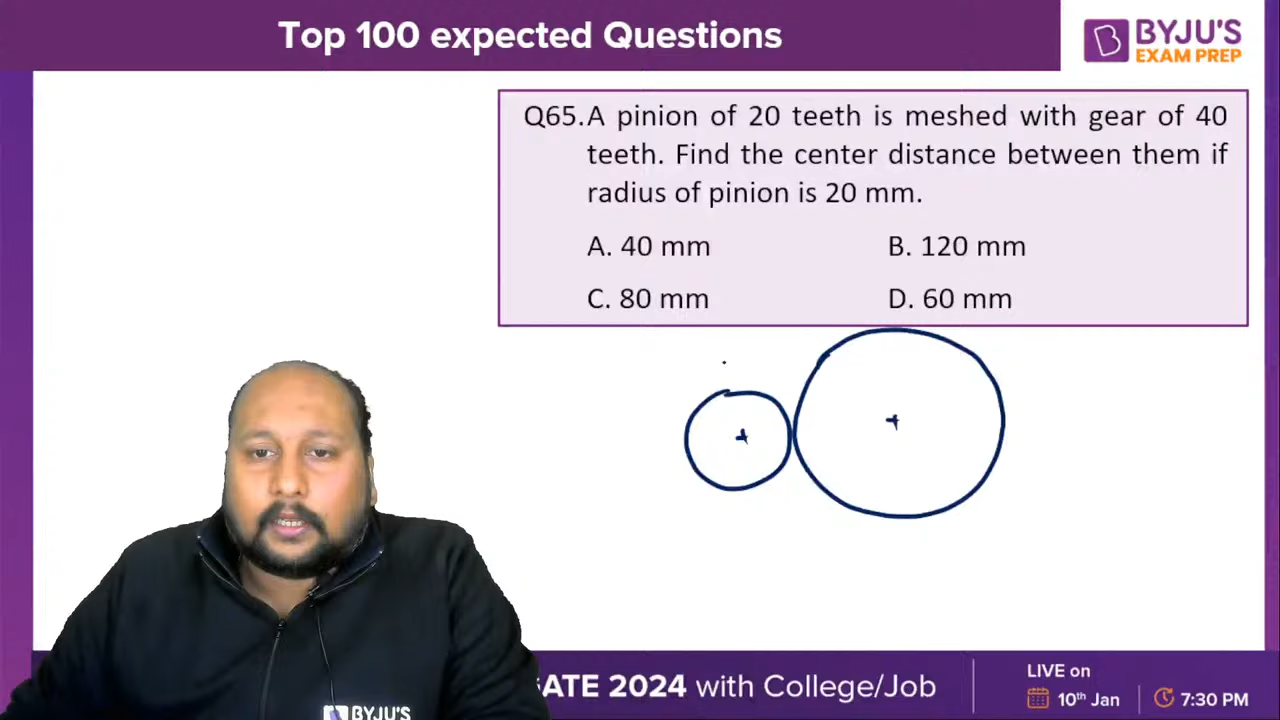 Top 100 expected Questions
BYJU'S
EXAM PREP
Q65. A pinion of 20 teeth is meshed with gear of 40
teeth. Find the center distance between them if
radius of pinion is 20 mm.
A. 40 mm B. 120 mm
C. 80 mm D. 60 mm
ATE 2024 with College/Job
LIVE on
10th Jan 7:30 PM
BYJU'S